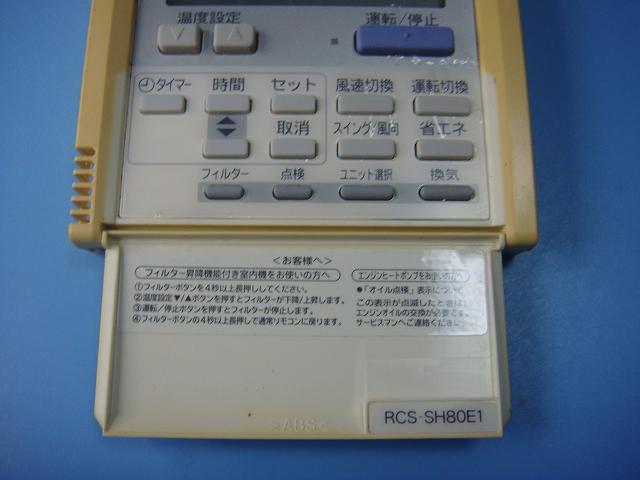 温度設定 運転/停止
▽ △
タイマー 時間 セット 風速切換 運転切換
取消 スイング/風向 省エネ
フィルター 点検 ユニット選択 換気
<お客様へ>
フィルター昇降機能付き室内機をお使いの方へ
①フィルターボタンを4秒以上長押ししてください。
②温度設定▼/▲ボタンを押すとフィルターが下降/上昇します。
③運転/停止ボタンを押すとフィルターが停止します。
④フィルターボタンの4秒以上長押しで通常リモコンに戻ります。
エンジンヒートポンプをお使いの方へ
●「オイル点検」表示について
この表示が点滅したときは、
エンジンオイルの交換が必要です。
サービスマンへご連絡ください。
>ABS<
RCS-SH80E1